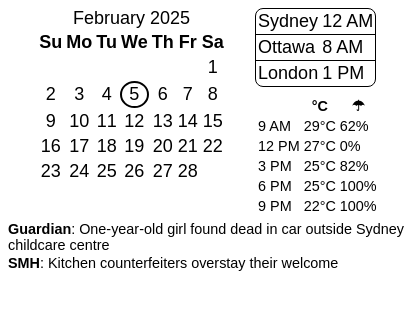 February 2025
Su Mo Tu We Th Fr Sa
1
2 3 4 5 6 7 8
9 10 11 12 13 14 15
16 17 18 19 20 21 22
23 24 25 26 27 28
Sydney 12 AM
Ottawa 8 AM
London 1 PM
°C ☂
9 AM 29°C 62%
12 PM 27°C 0%
3 PM 25°C 82%
6 PM 25°C 100%
9 PM 22°C 100%
Guardian: One-year-old girl found dead in car outside Sydney
childcare centre
SMH: Kitchen counterfeiters overstay their welcome